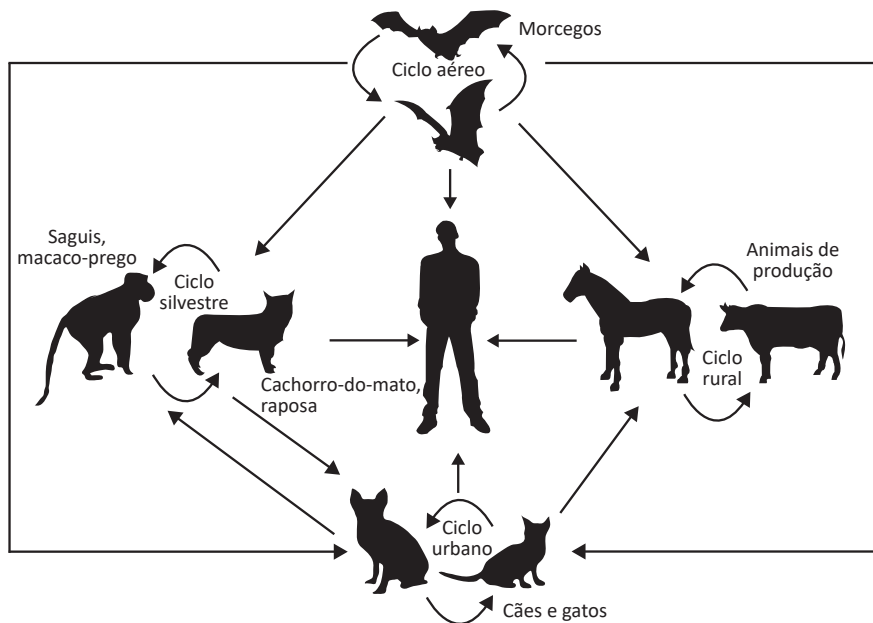 Morcegos
Ciclo aéreo
Saguis,
macaco-prego
Ciclo
silvestre
Cachorro-do-mato,
raposa
Animais de
produção
Ciclo
rural
Ciclo
urbano
Cães e gatos